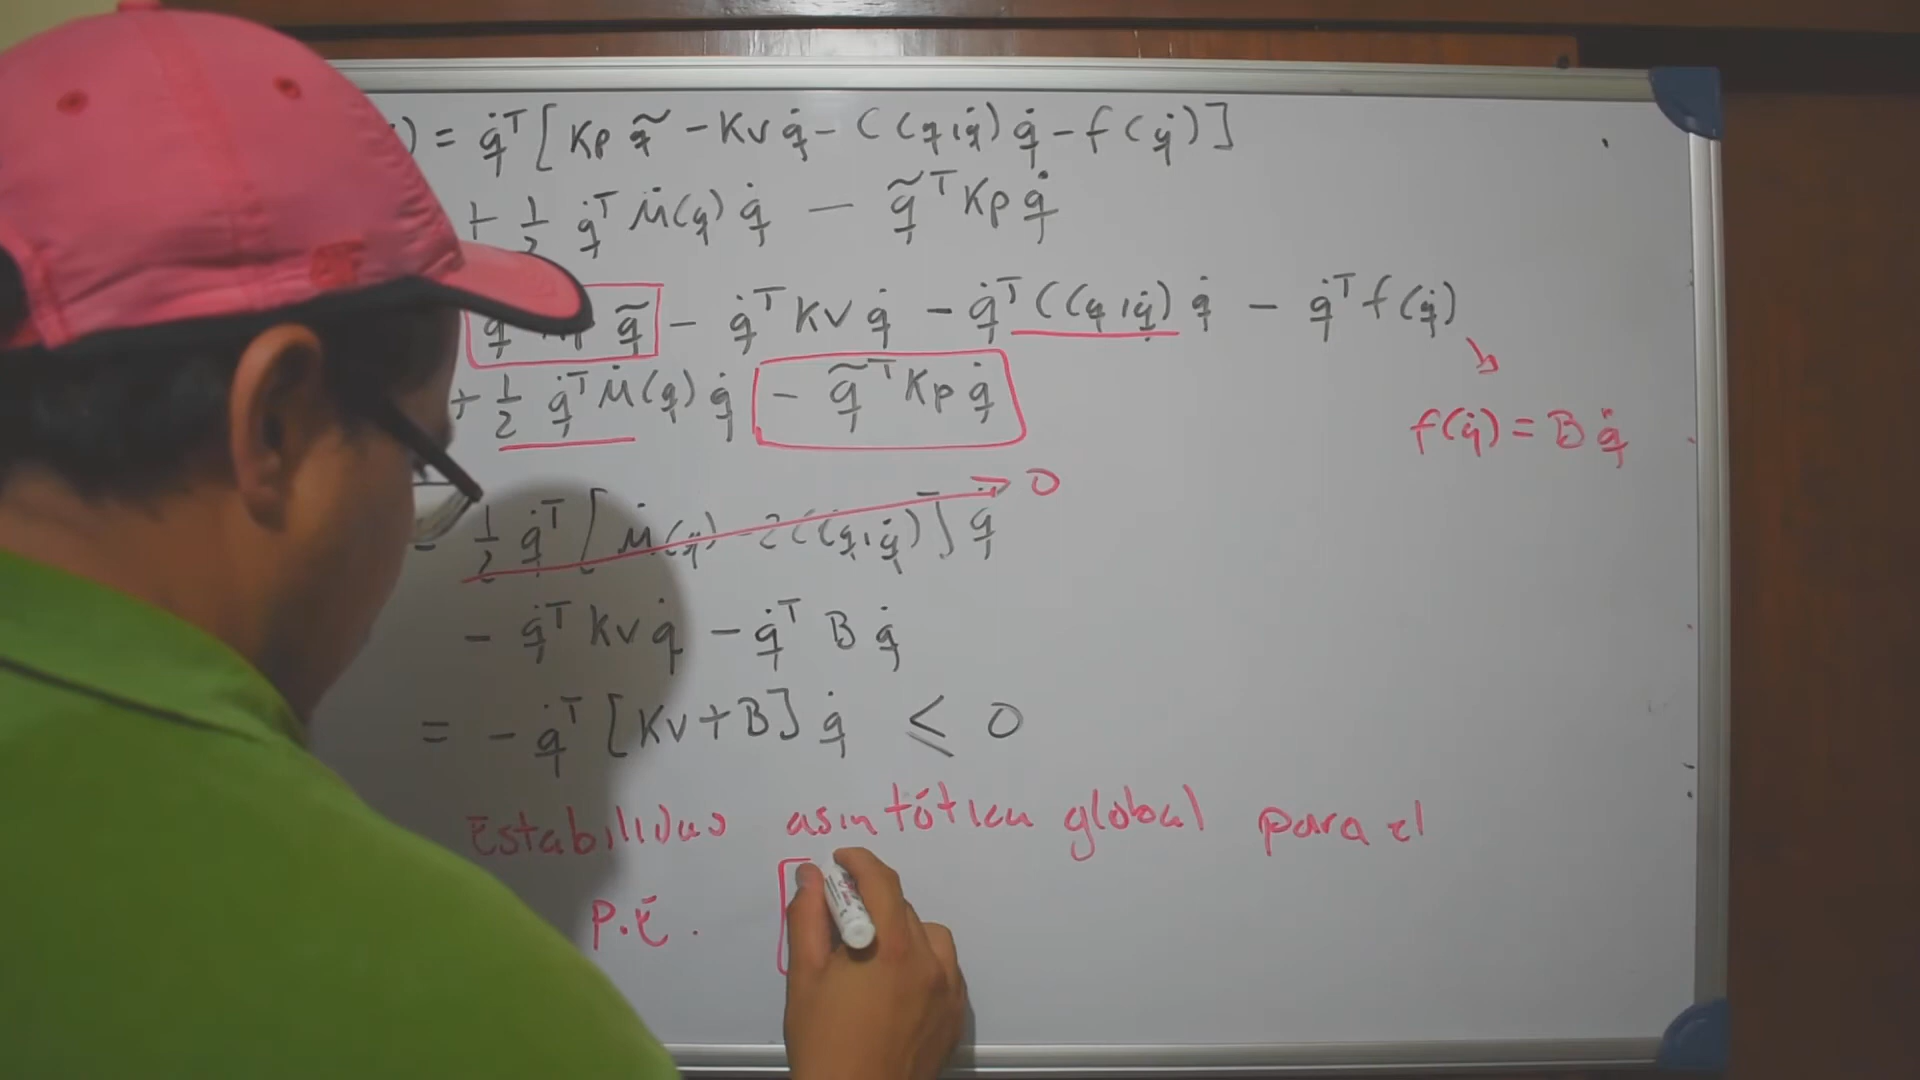 ) = q̇ᵀ [ Kp q̃ - Kv q̇ - C(q,q̇) q̇ - f(q̇) ]
+ 1/2 q̇ᵀ Ṁ(q) q̇ - q̃ᵀ Kp q̇
q̃ - q̇ᵀ Kv q̇ - q̇ᵀ C(q,q̇) q̇ - q̇ᵀ f(q̇)
+ 1/2 q̇ᵀ Ṁ(q) q̇ - q̃ᵀ Kp q̇
f(q̇) = B q̇
0
1/2 q̇ᵀ [ Ṁ(q) - 2C(q,q̇) ] q̇
- q̇ᵀ Kv q̇ - q̇ᵀ B q̇
= - q̇ᵀ [Kv + B] q̇ ≤ 0
Estabilidad asintótica global para el
P.E.